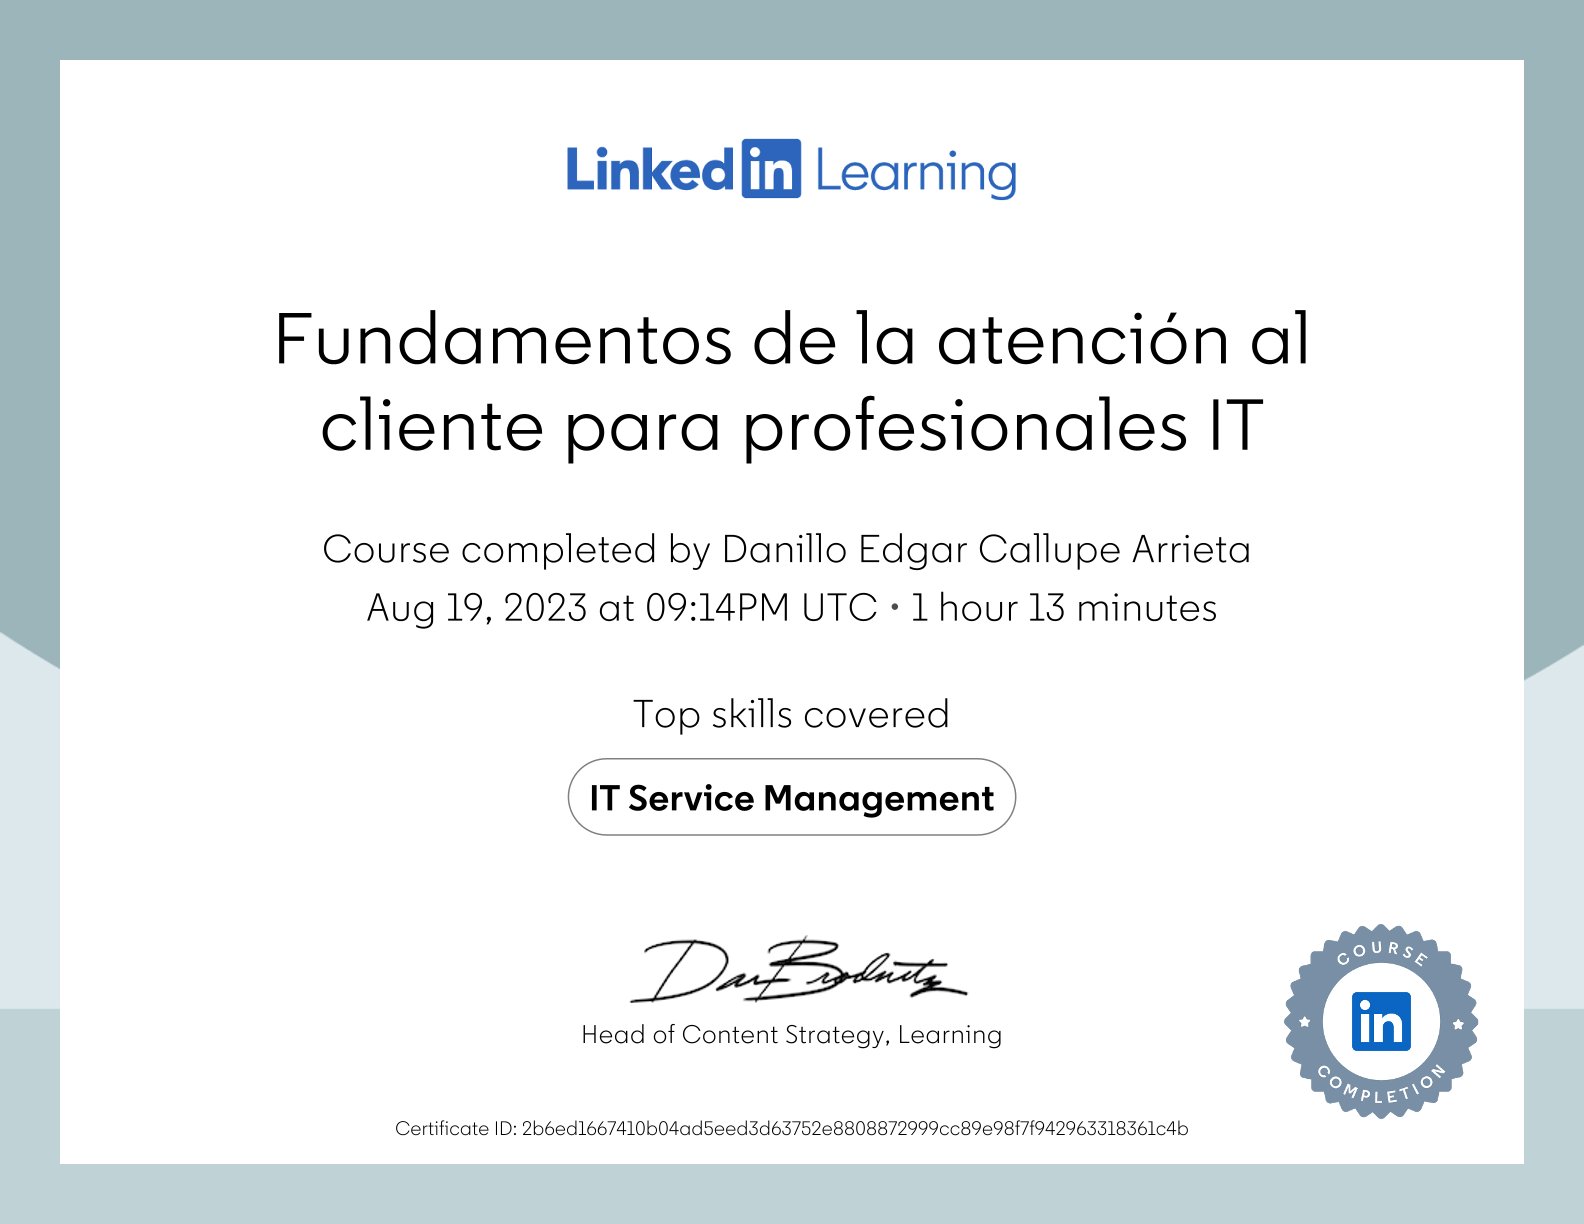 LinkedIn Learning
Fundamentos de la atención al
cliente para profesionales IT
Course completed by Danillo Edgar Callupe Arrieta
Aug 19, 2023 at 09:14PM UTC • 1 hour 13 minutes
Top skills covered
IT Service Management
Dan Brodnitz
Head of Content Strategy, Learning
COURSE
in
COMPLETION
Certificate ID: 2b6ed1667410b04ad5eed3d63752e8808872999cc89e98f7f942963318361c4b